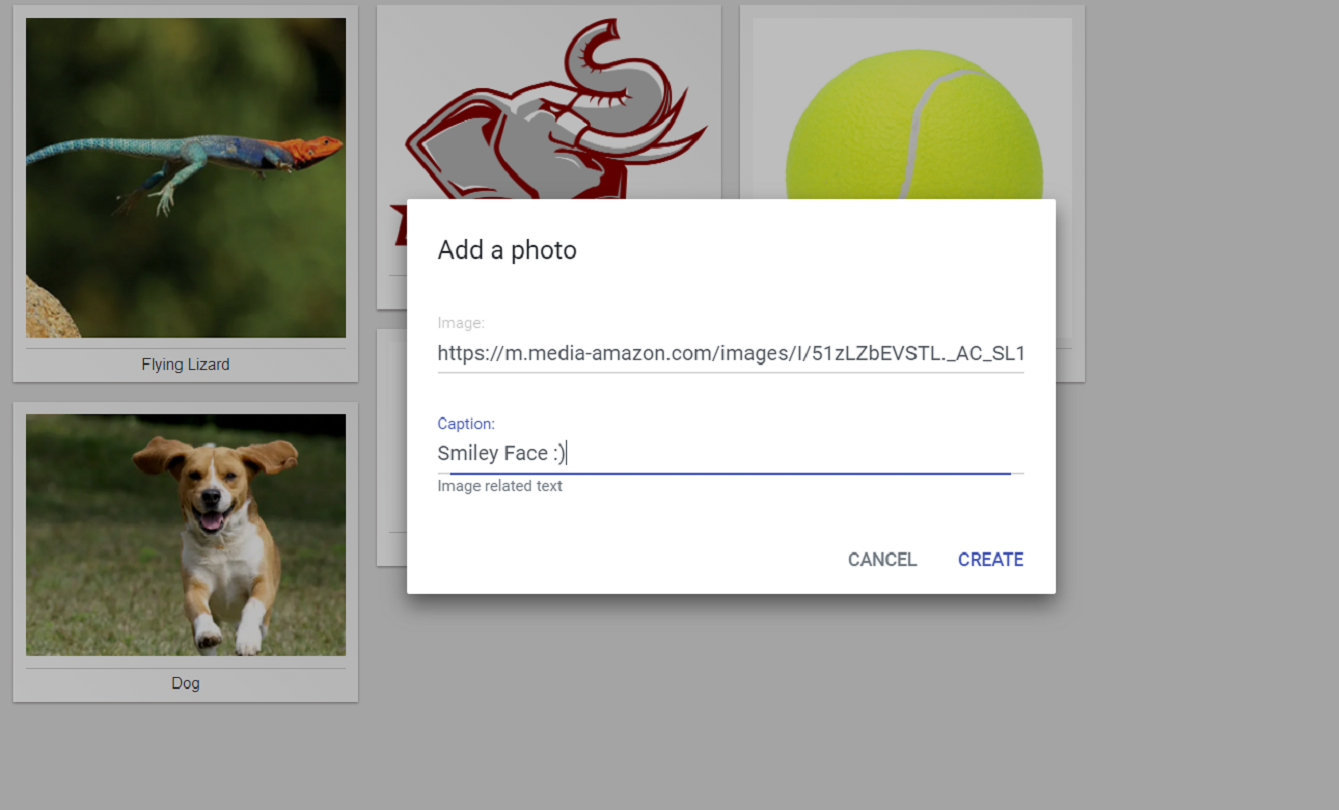 Flying Lizard
Dog
Add a photo
Image:
https://m.media-amazon.com/images/I/51zLZbEVSTL._AC_SL1
Caption:
Smiley Face :)
Image related text
CANCEL
CREATE